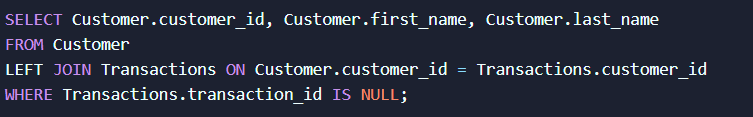 SELECT Customer.customer_id, Customer.first_name, Customer.last_name
FROM Customer
LEFT JOIN Transactions ON Customer.customer_id = Transactions.customer_id
WHERE Transactions.transaction_id IS NULL;